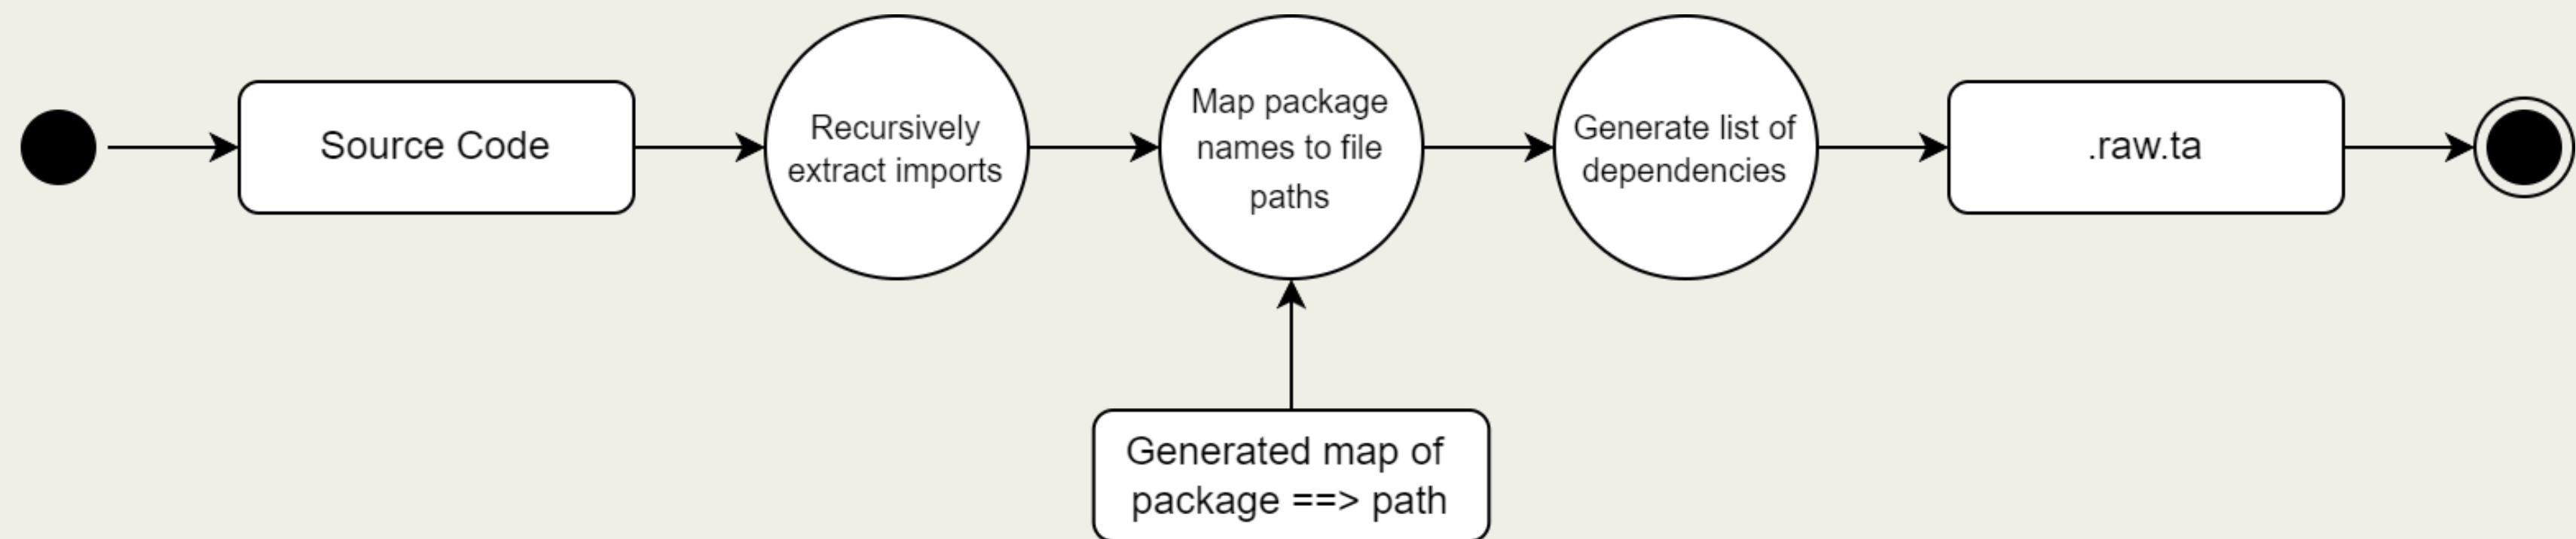 Source Code
Recursively
extract imports
Map package
names to file
paths
Generate list of
dependencies
.raw.ta
Generated map of
package ==> path